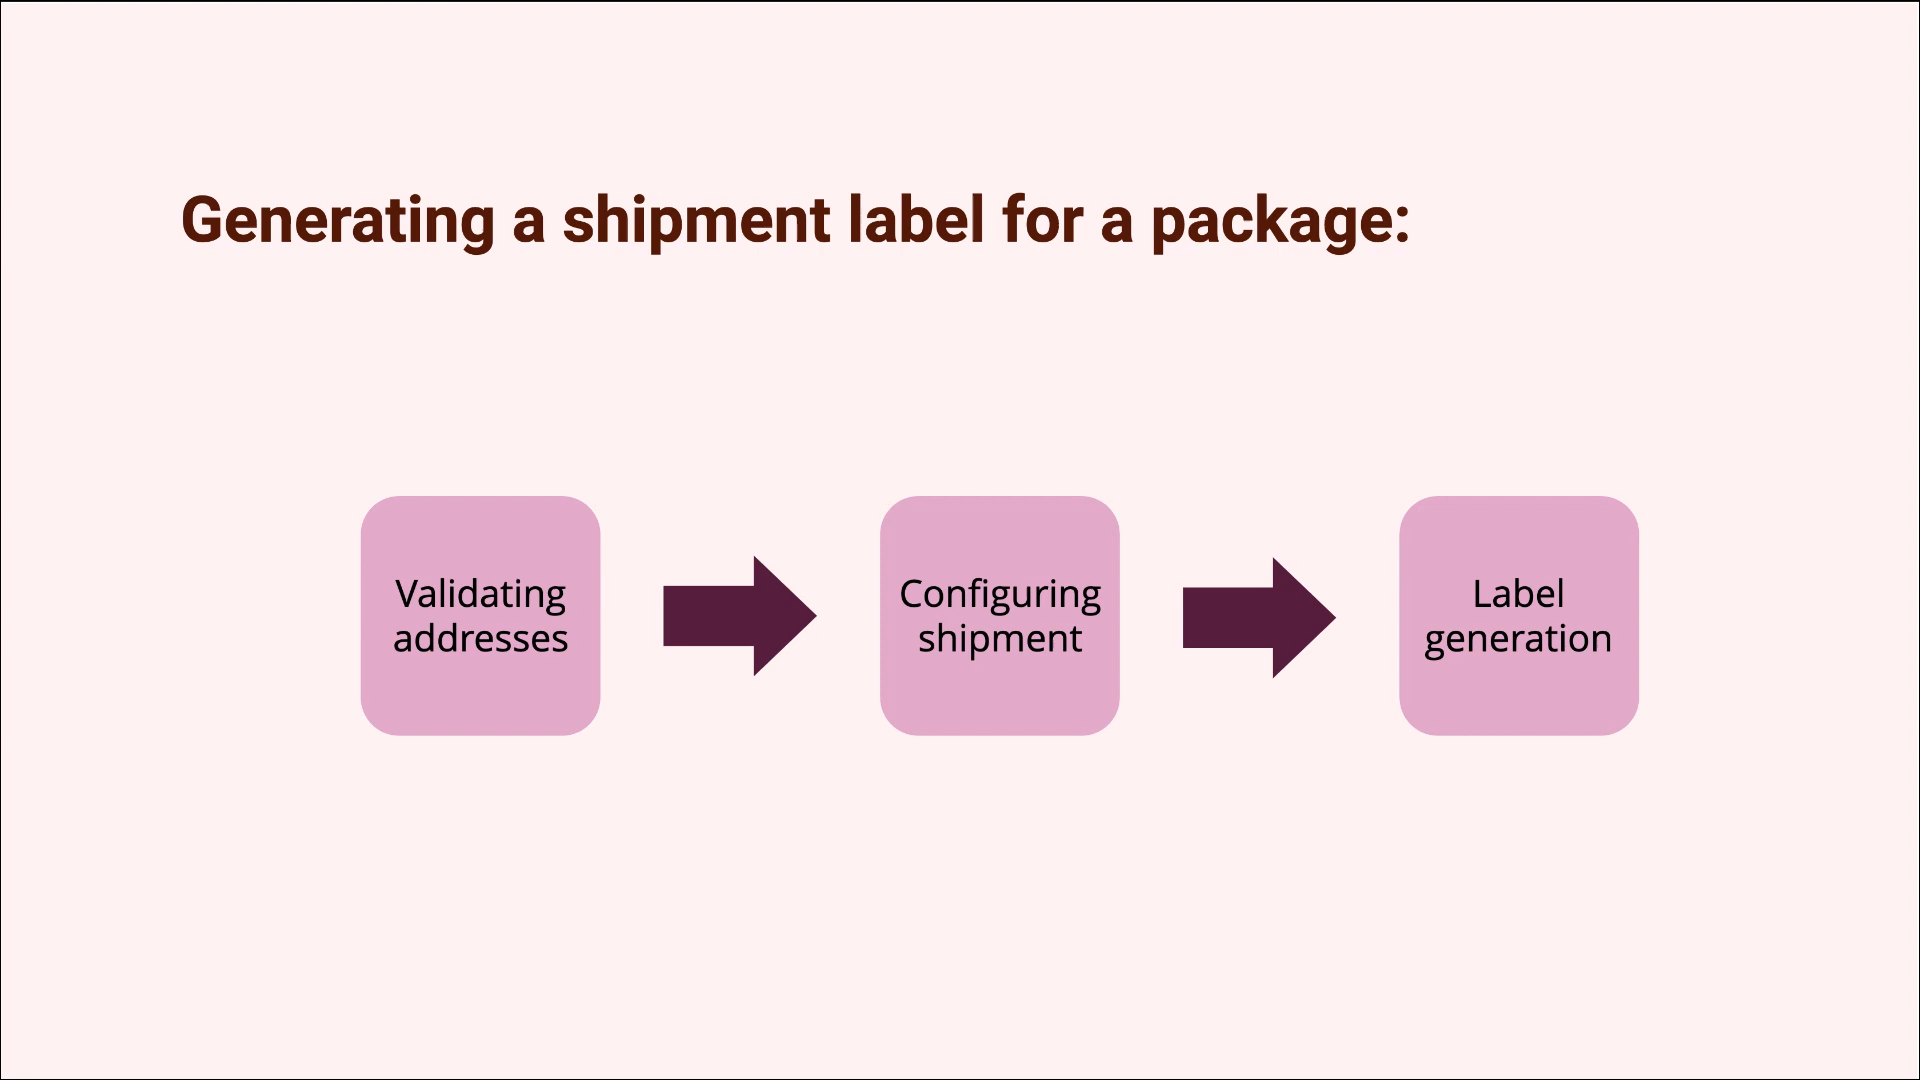 Generating a shipment label for a package:
Validating
addresses
Configuring
shipment
Label
generation